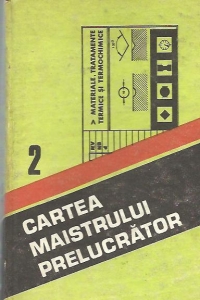 > MATERIALE, TRATAMENTE
TERMICE ȘI TERMOCHIMICE
2
CARTEA
MAISTRULUI
PRELUCRĂTOR